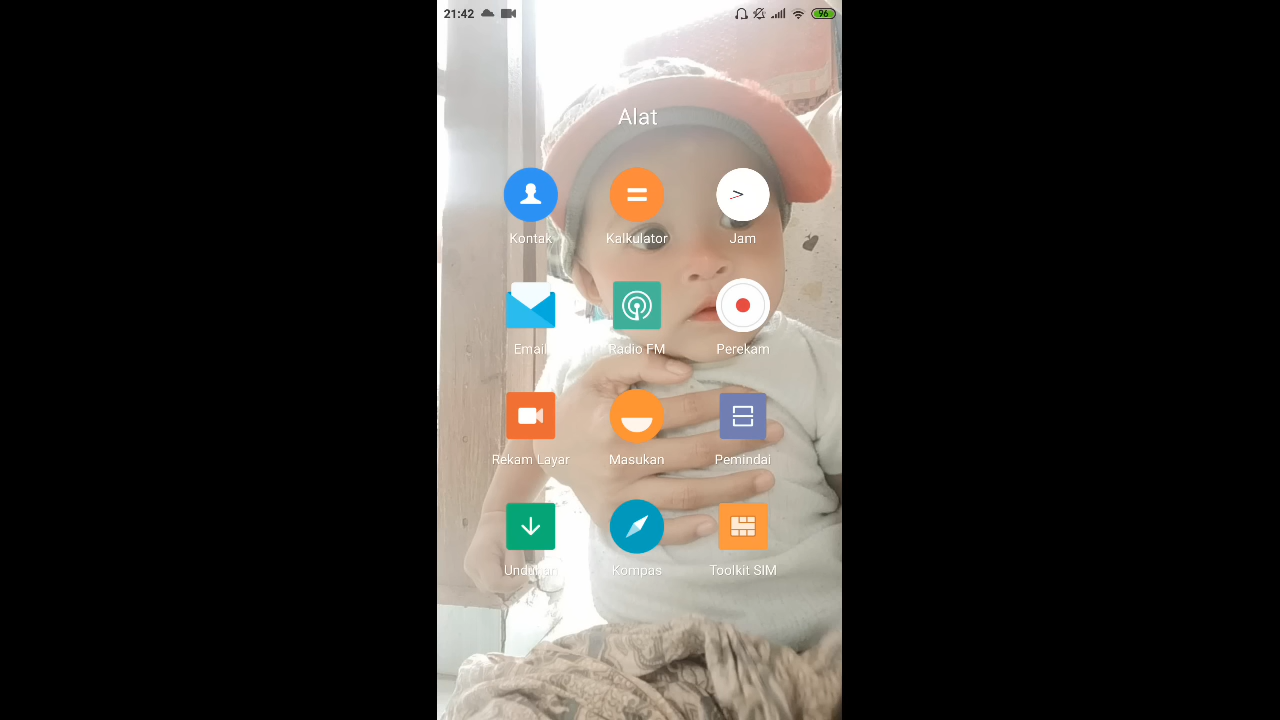 21:42
96
Alat
Kontak
Kalkulator
Jam
Email
Radio FM
Perekam
Rekam Layar
Masukan
Pemindai
Unduhan
Kompas
Toolkit SIM